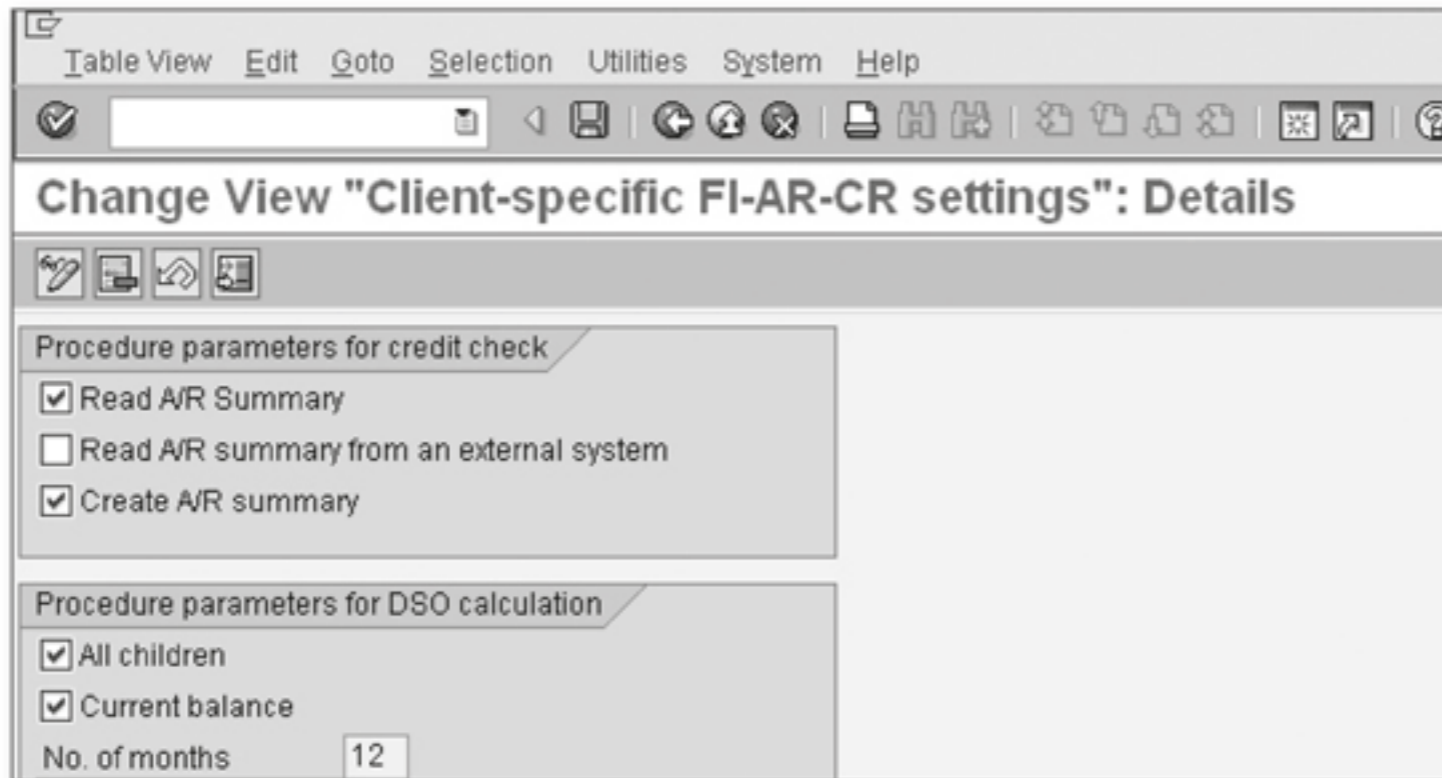 Table View Edit Goto Selection Utilities System Help
Change View "Client-specific FI-AR-CR settings": Details
Procedure parameters for credit check
Read A/R Summary
Read A/R summary from an external system
Create A/R summary
Procedure parameters for DSO calculation
All children
Current balance
No. of months 12